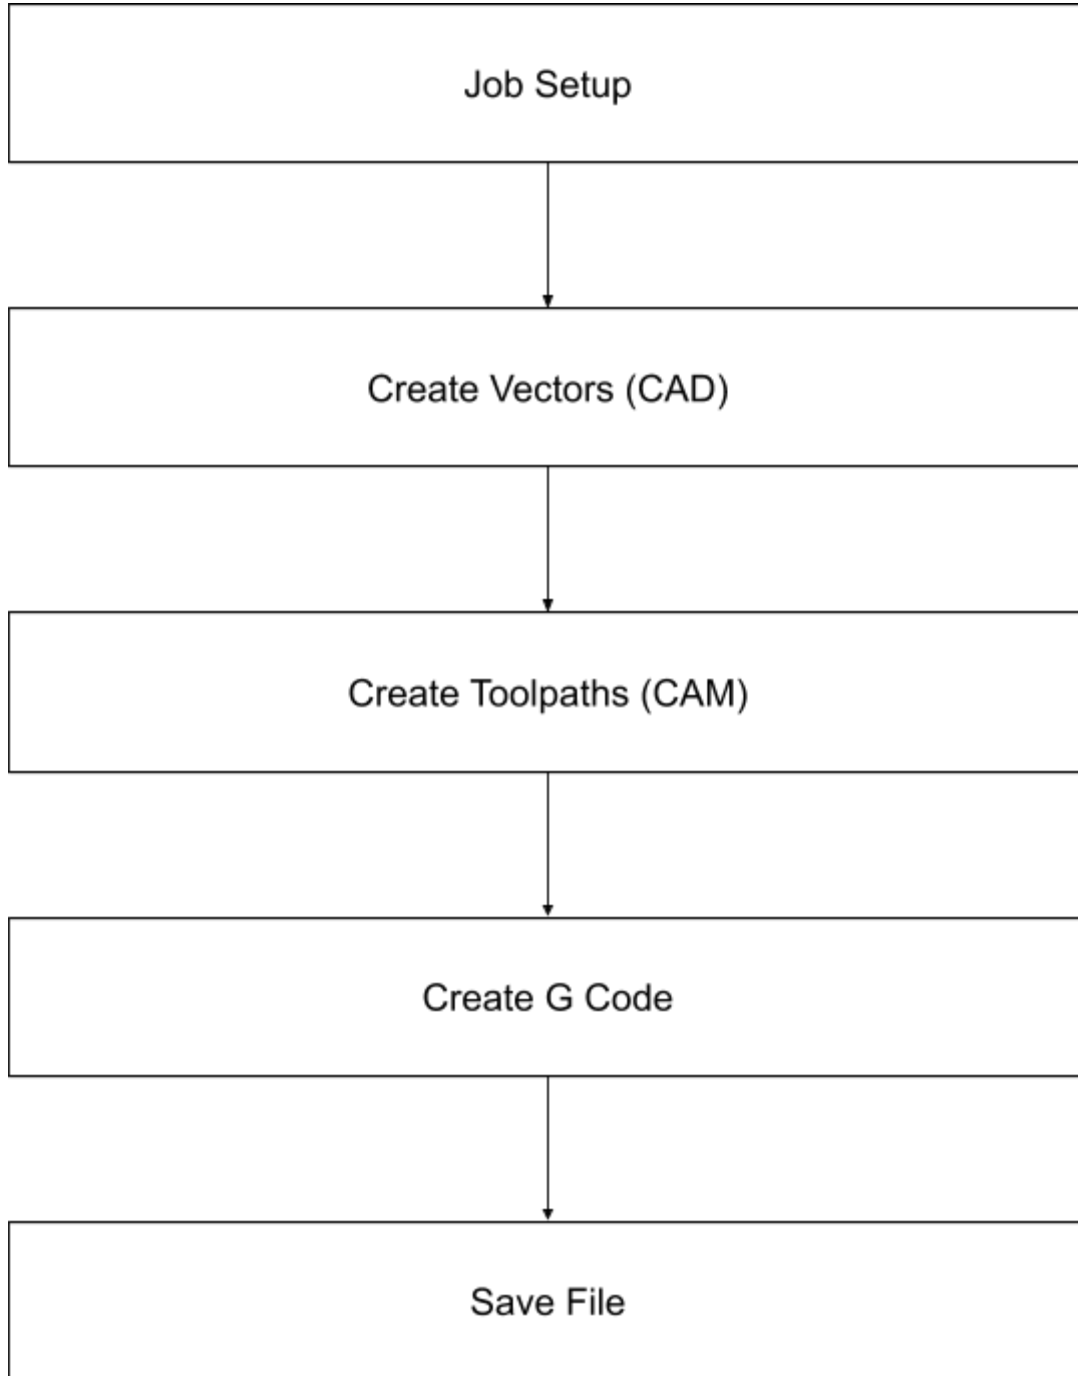 Job Setup
Create Vectors (CAD)
Create Toolpaths (CAM)
Create G Code
Save File